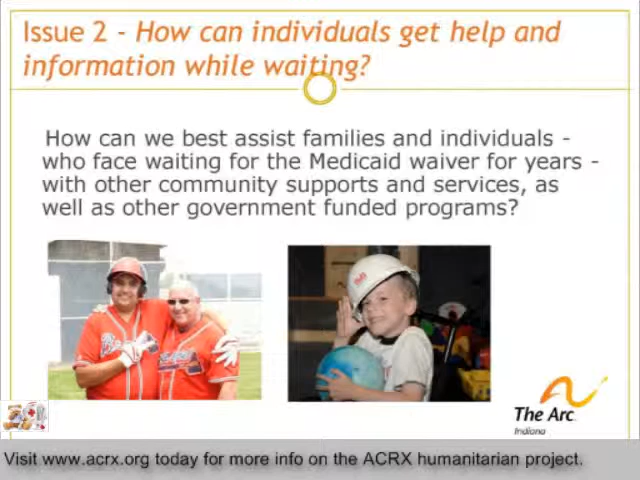 Issue 2 - How can individuals get help and
information while waiting?
How can we best assist families and individuals -
who face waiting for the Medicaid waiver for years -
with other community supports and services, as
well as other government funded programs?
The Arc
Indiana
Visit www.acrx.org today for more info on the ACRX humanitarian project.